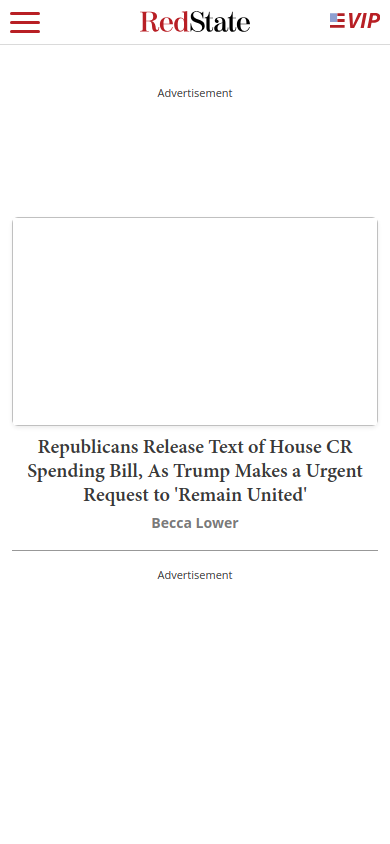 RedState
VIP
Advertisement
Republicans Release Text of House CR
Spending Bill, As Trump Makes a Urgent
Request to 'Remain United'
Becca Lower
Advertisement